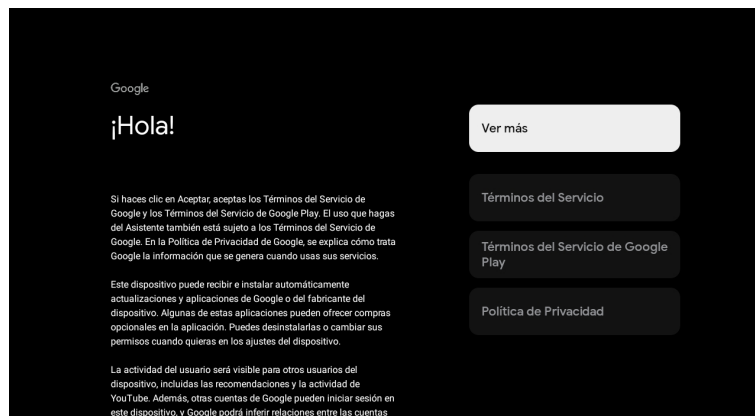 Google
¡Hola!
Si haces clic en Aceptar, aceptas los Términos del Servicio de
Google y los Términos del Servicio de Google Play. El uso que hagas
del Asistente también está sujeto a los Términos del Servicio de
Google. En la Política de Privacidad de Google, se explica cómo trata
Google la información que se genera cuando usas sus servicios.
Este dispositivo puede recibir e instalar automáticamente
actualizaciones y aplicaciones de Google o del fabricante del
dispositivo. Algunas de estas aplicaciones pueden ofrecer compras
opcionales en la aplicación. Puedes desinstalarlas o cambiar sus
permisos cuando quieras en los ajustes del dispositivo.
La actividad del usuario será visible para otros usuarios del
dispositivo, incluidas las recomendaciones y la actividad de
YouTube. Además, otras cuentas de Google pueden iniciar sesión en
este dispositivo, y Google podrá inferir relaciones entre las cuentas
Ver más
Términos del Servicio
Términos del Servicio de Google
Play
Política de Privacidad